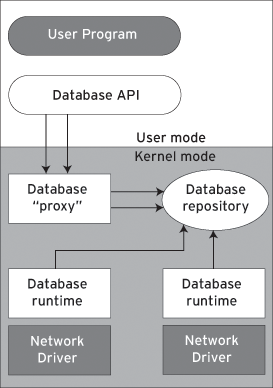 User Program
Database API
User mode
Kernel mode
Database
“proxy”
Database
repository
Database
runtime
Database
runtime
Network
Driver
Network
Driver